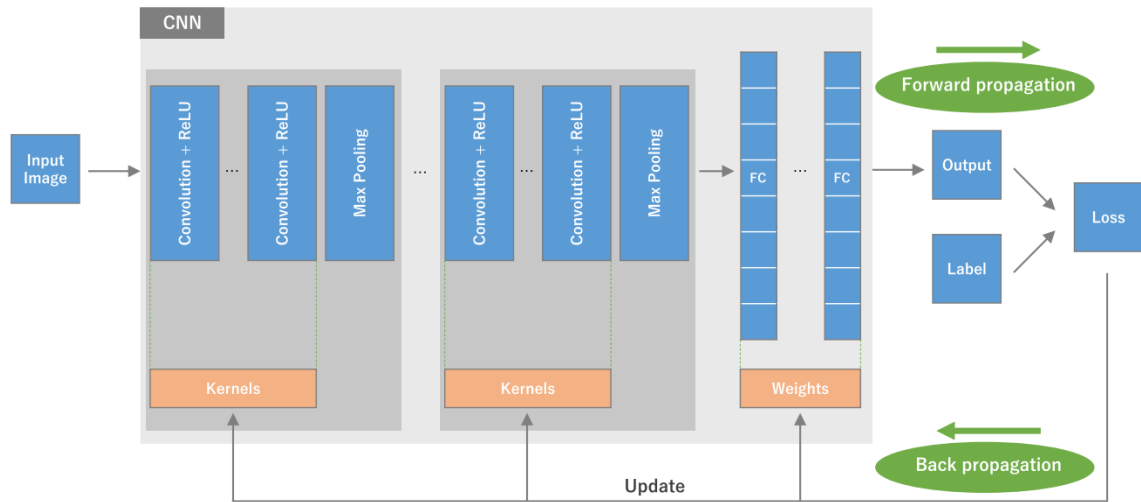 CNN
Forward propagation
Input
Image
Convolution + ReLU
...
Convolution + ReLU
Max Pooling
...
Convolution + ReLU
...
Convolution + ReLU
Max Pooling
FC
...
FC
Output
Label
Loss
Kernels
Kernels
Weights
Back propagation
Update